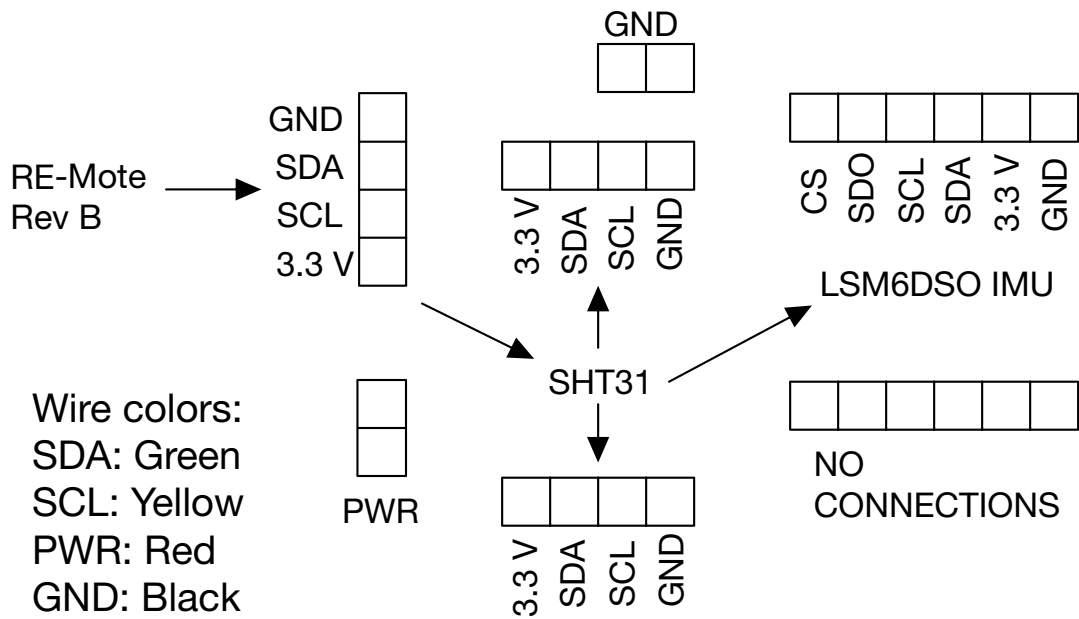 GND
GND
SDA
SCL
3.3 V
RE-Mote
Rev B
3.3 V
SDA
SCL
GND
CS
SDO
SCL
SDA
3.3 V
GND
LSM6DSO IMU
SHT31
Wire colors:
SDA: Green
SCL: Yellow
PWR: Red
GND: Black
PWR
3.3 V
SDA
SCL
GND
NO
CONNECTIONS